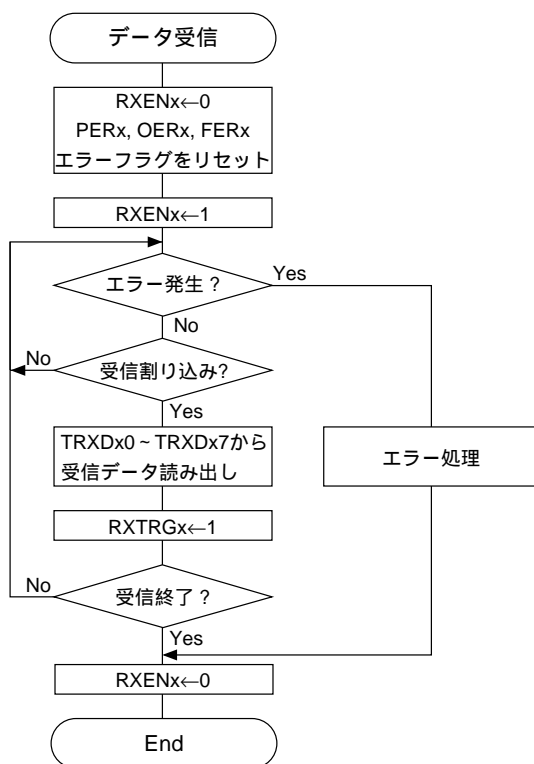 データ受信
RXENx←0
PERx, OERx, FERx
エラーフラグをリセット
RXENx←1
エラー発生？
Yes
No
No
受信割り込み?
Yes
TRXDx0～TRXDx7から
受信データ読み出し
エラー処理
RXTRGx←1
No
受信終了？
Yes
RXENx←0
End